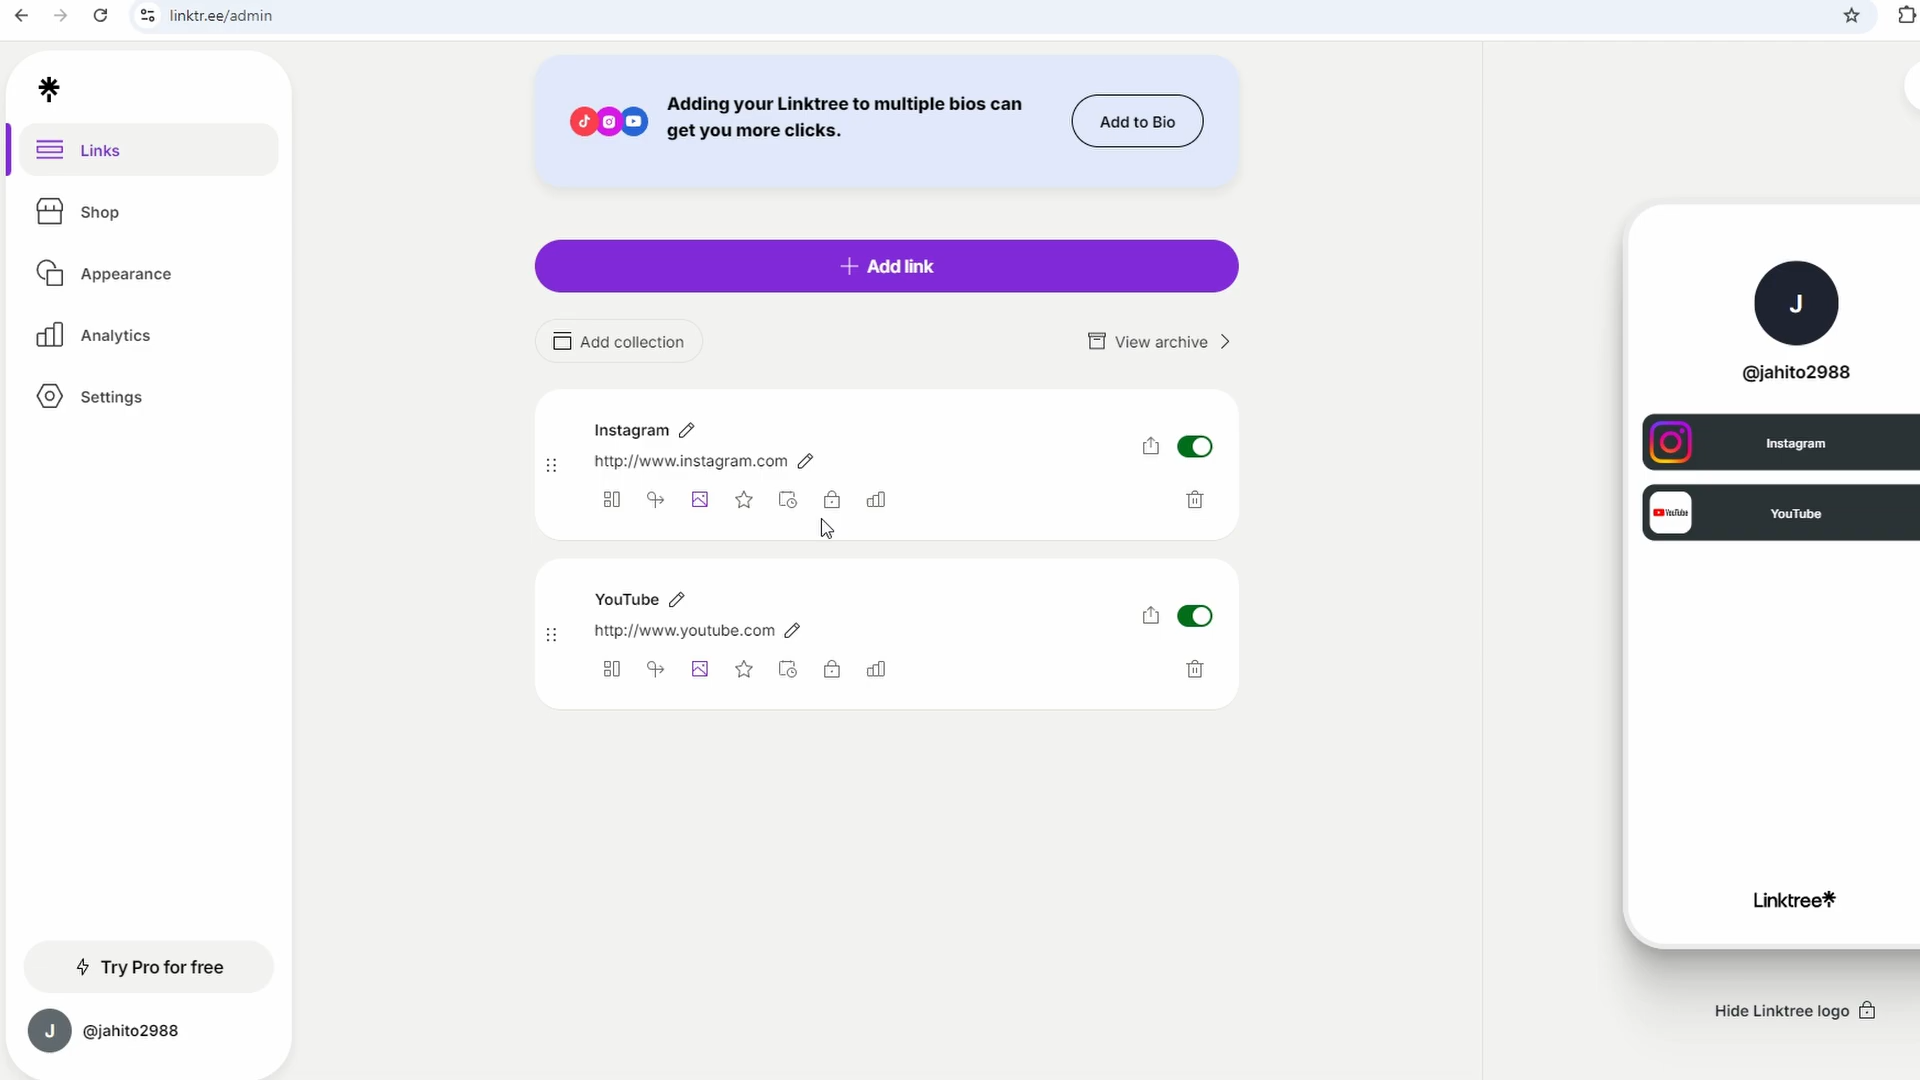 linktr.ee/admin
Links
Shop
Appearance
Analytics
Settings
Try Pro for free
J
@jahito2988
Adding your Linktree to multiple bios can
get you more clicks.
Add to Bio
Add link
Add collection
View archive
Instagram
http://www.instagram.com
YouTube
http://www.youtube.com
J
@jahito2988
Instagram
YouTube
YouTube
Linktree
Hide Linktree logo